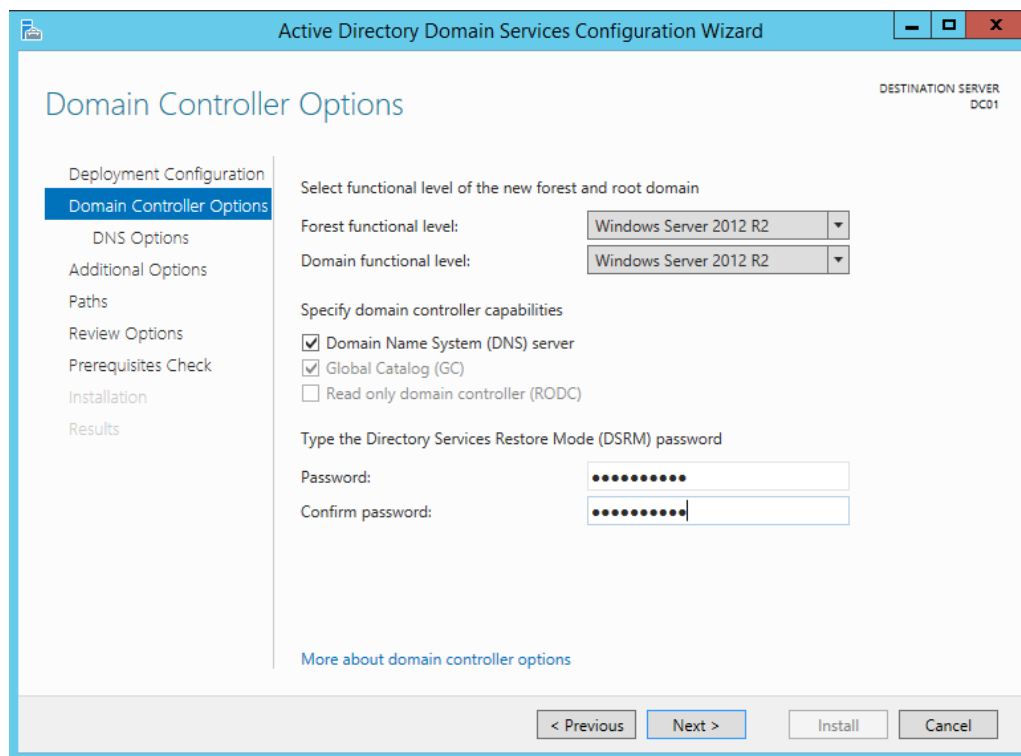 Active Directory Domain Services Configuration Wizard
Domain Controller Options
DESTINATION SERVER
DC01
Deployment Configuration
Domain Controller Options
DNS Options
Additional Options
Paths
Review Options
Prerequisites Check
Installation
Results
Select functional level of the new forest and root domain
Forest functional level: Windows Server 2012 R2
Domain functional level: Windows Server 2012 R2
Specify domain controller capabilities
Domain Name System (DNS) server
Global Catalog (GC)
Read only domain controller (RODC)
Type the Directory Services Restore Mode (DSRM) password
Password: ••••••••••
Confirm password: ••••••••••
More about domain controller options
< Previous Next > Install Cancel